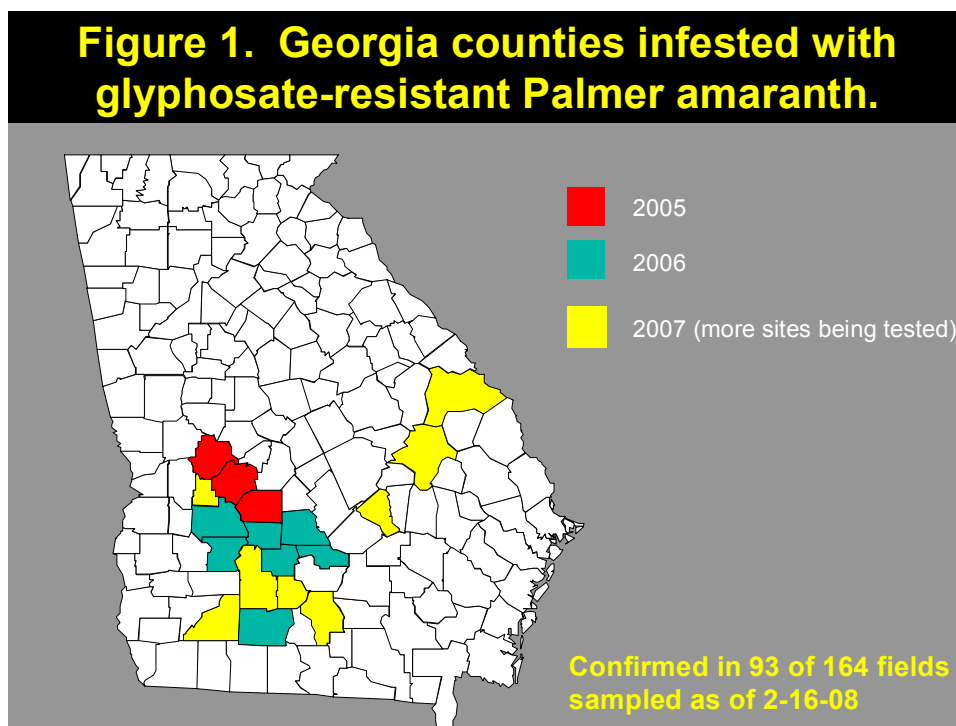 Figure 1.  Georgia counties infested with
glyphosate-resistant Palmer amaranth.
2005
2006
2007 (more sites being tested)
Confirmed in 93 of 164 fields
sampled as of 2-16-08